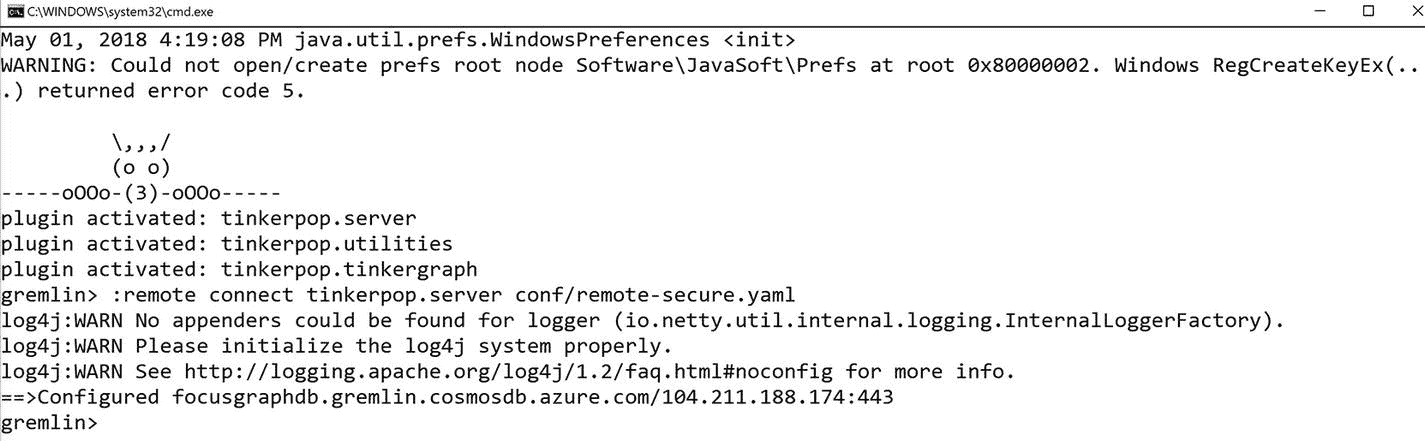 C:\WINDOWS\system32\cmd.exe
May 01, 2018 4:19:08 PM java.util.prefs.WindowsPreferences <init>
WARNING: Could not open/create prefs root node Software\JavaSoft\Prefs at root 0x80000002. Windows RegCreateKeyEx(..
.) returned error code 5.
         \,,,/
         (o o)
-----oOOo-(3)-oOOo-----
plugin activated: tinkerpop.server
plugin activated: tinkerpop.utilities
plugin activated: tinkerpop.tinkergraph
gremlin> :remote connect tinkerpop.server conf/remote-secure.yaml
log4j:WARN No appenders could be found for logger (io.netty.util.internal.logging.InternalLoggerFactory).
log4j:WARN Please initialize the log4j system properly.
log4j:WARN See http://logging.apache.org/log4j/1.2/faq.html#noconfig for more info.
==>Configured focusgraphdb.gremlin.cosmosdb.azure.com/104.211.188.174:443
gremlin>